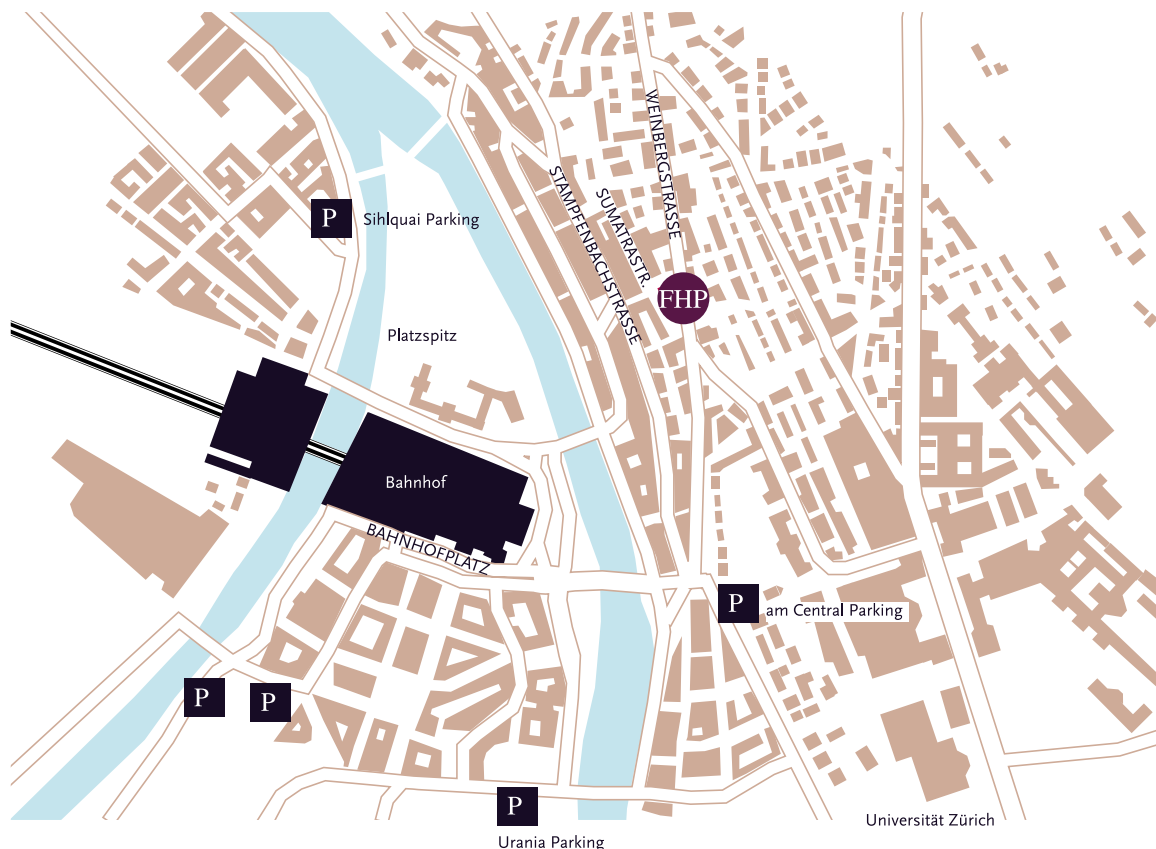 WEINBERGSTRASSE
STAMPFENBACHSTRASSE
SUMATRASTR.
P
Sihlquai Parking
FHP
Platzspitz
Bahnhof
BAHNHOFPLATZ
P
am Central Parking
P
P
P
Urania Parking
Universität Zürich